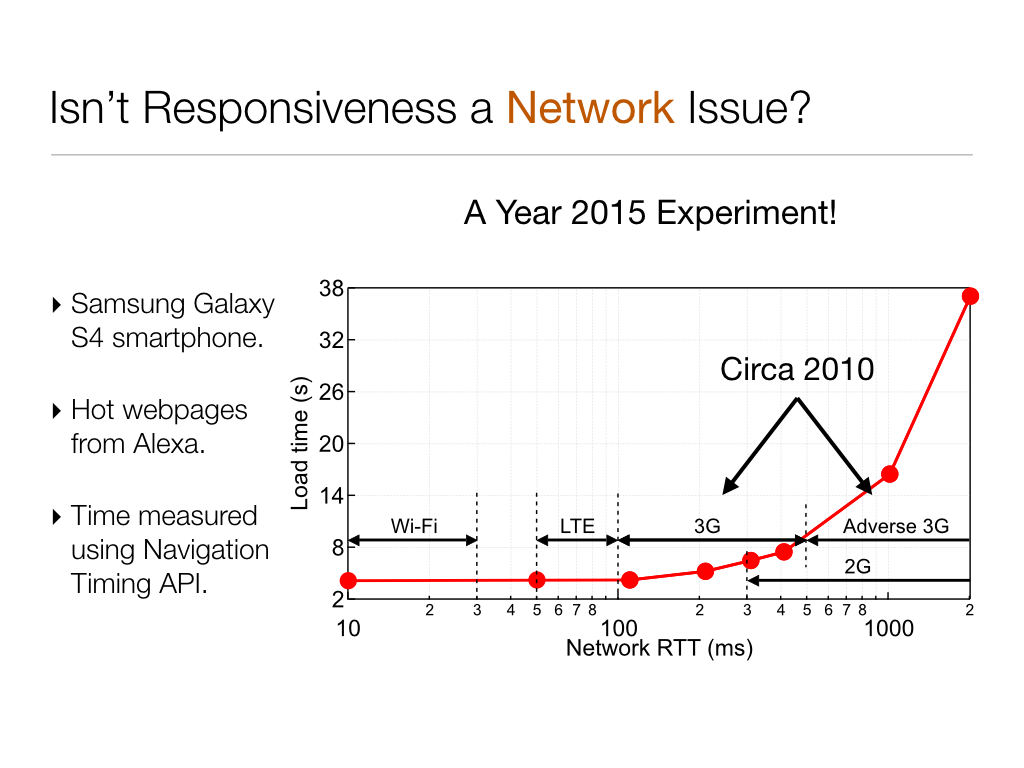 Isn’t Responsiveness a Network Issue?
A Year 2015 Experiment!
‣ Samsung Galaxy
S4 smartphone.
‣ Hot webpages
from Alexa.
‣ Time measured
using Navigation
Timing API.
Load time (s)
38
32
26
20
14
8
2
Circa 2010
Wi-Fi
LTE
3G
Adverse 3G
2G
2 3 4 5 6 7 8 2 3 4 5 6 7 8 2
10 100 1000
Network RTT (ms)